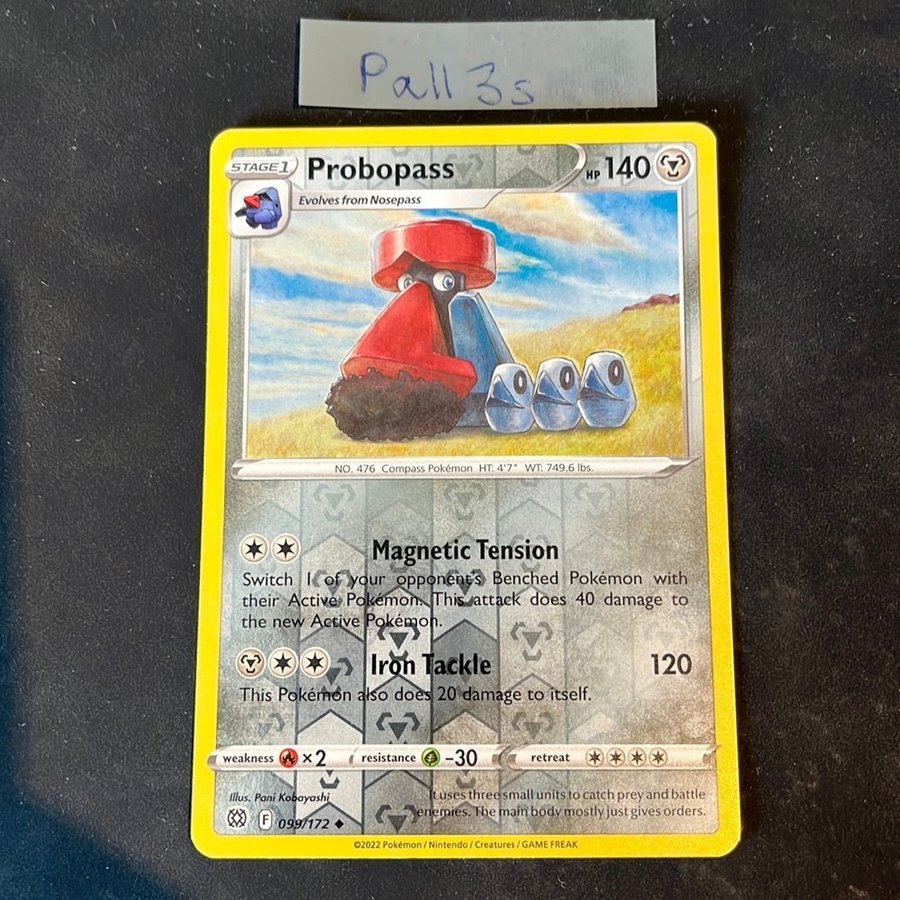 Pall3s
STAGE1 Probopass HP 140
Evolves from Nosepass
NO. 476 Compass Pokémon HT: 4'7" WT: 749.6 lbs.
Magnetic Tension
Switch 1 of your opponent's Benched Pokémon with
their Active Pokémon. This attack does 40 damage to
the new Active Pokémon.
Iron Tackle 120
This Pokémon also does 20 damage to itself.
weakness ×2 resistance -30 retreat
Illus. Pani Kobayashi
It uses three small units to catch prey and battle
enemies. The main body mostly just gives orders.
F 099/172
©2022 Pokémon / Nintendo / Creatures / GAME FREAK